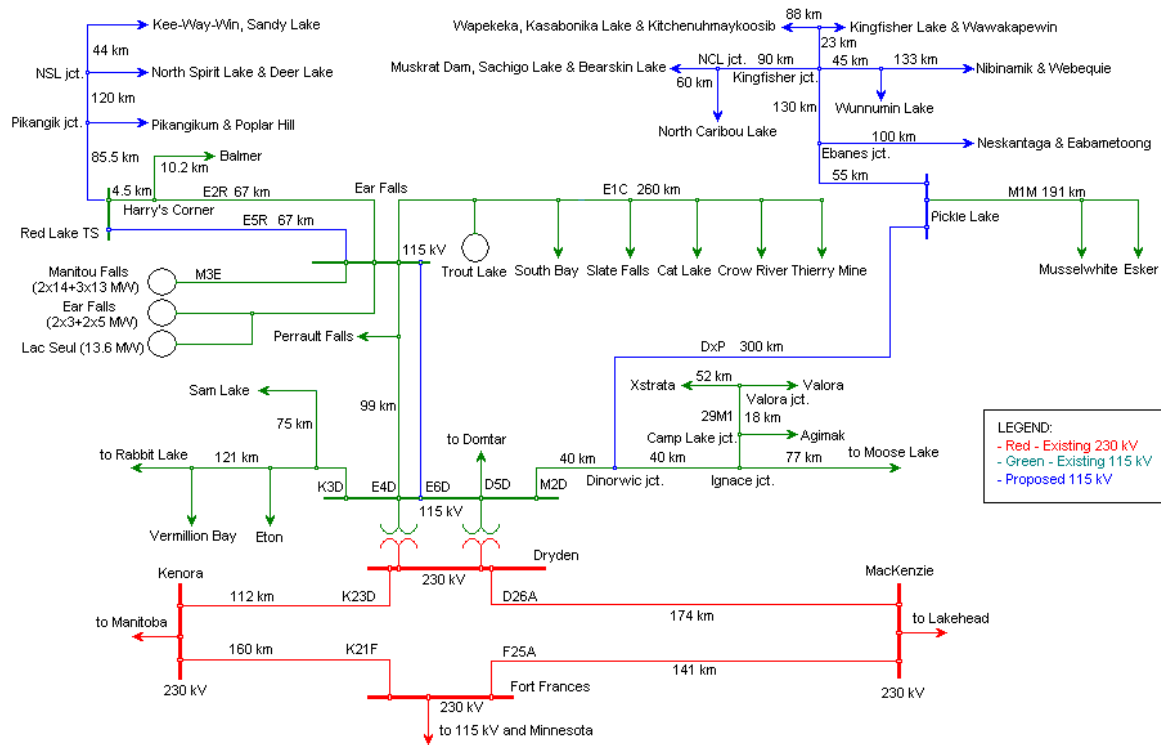 Kee-Way-Win, Sandy Lake
44 km
NSL jct.
North Spirit Lake & Deer Lake
120 km
Pikangik jct.
Pikangikum & Poplar Hill
85.5 km
Balmer
10.2 km
4.5 km
E2R 67 km
Harry's Corner
E5R 67 km
Red Lake TS
Ear Falls
115 kV
Manitou Falls
(2x14+3x13 MW)
M3E
Ear Falls
(2x3+2x5 MW)
Lac Seul (13.6 MW)
Perrault Falls
E1C 260 km
Trout Lake
South Bay
Slate Falls
Cat Lake
Crow River
Thierry Mine
Wapekeka, Kasabonika Lake & Kitchenuhmaykoosib
88 km
Kingfisher Lake & Wawakapewin
23 km
Muskrat Dam, Sachigo Lake & Bearskin Lake
NCL jct.
90 km
Kingfisher jct.
45 km
133 km
Nibinamik & Webequie
60 km
North Caribou Lake
130 km
Wunnumin Lake
100 km
Neskantaga & Eabametoong
Ebanes jct.
55 km
Pickle Lake
M1M 191 km
Musselwhite
Esker
DxP 300 km
Sam Lake
75 km
99 km
to Rabbit Lake
121 km
K3D
E4D
E6D
D5D
M2D
to Domtar
115 kV
Vermillion Bay
Eton
40 km
Dinorwic jct.
40 km
Ignace jct.
77 km
to Moose Lake
Xstrata
52 km
Valora
Valora jct.
29M1
18 km
Camp Lake jct.
Agimak
LEGEND:
- Red - Existing 230 kV
- Green - Existing 115 kV
- Blue - Proposed 115 kV
Dryden
230 kV
Kenora
112 km
K23D
D26A
174 km
MacKenzie
to Manitoba
to Lakehead
160 km
K21F
F25A
141 km
230 kV
230 kV
Fort Frances
230 kV
to 115 kV and Minnesota